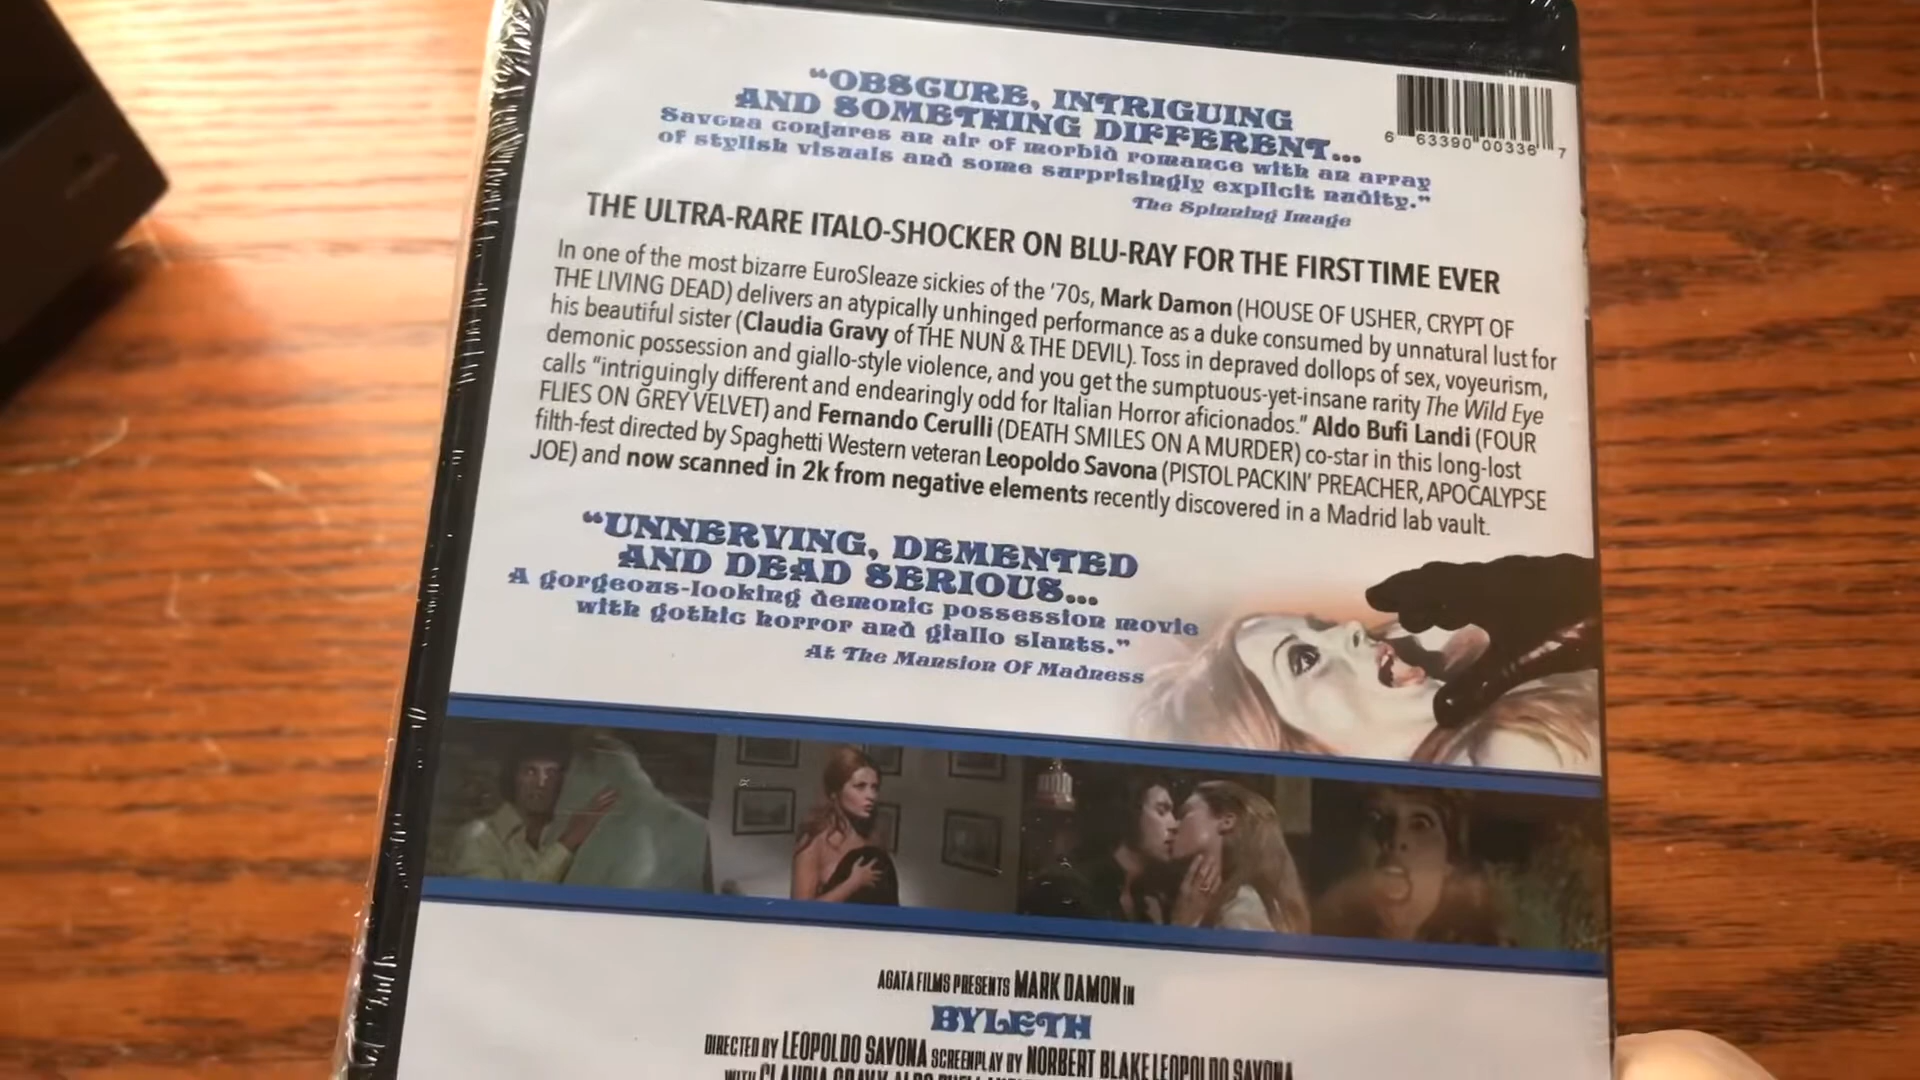 “OBSCURE, INTRIGUING
AND SOMETHING DIFFERENT...
Savona conjures an air of morbid romance with an array
of stylish visuals and some surprisingly explicit nudity.”
The Spinning Image
6 63390 00336 7
THE ULTRA-RARE ITALO-SHOCKER ON BLU-RAY FOR THE FIRST TIME EVER
In one of the most bizarre EuroSleaze sickies of the '70s, Mark Damon (HOUSE OF USHER, CRYPT OF
THE LIVING DEAD) delivers an atypically unhinged performance as a duke consumed by unnatural lust for
his beautiful sister (Claudia Gravy of THE NUN & THE DEVIL). Toss in depraved dollops of sex, voyeurism,
demonic possession and giallo-style violence, and you get the sumptuous-yet-insane rarity The Wild Eye
calls “intriguingly different and endearingly odd for Italian Horror aficionados.” Aldo Bufi Landi (FOUR
FLIES ON GREY VELVET) and Fernando Cerulli (DEATH SMILES ON A MURDER) co-star in this long-lost
filth-fest directed by Spaghetti Western veteran Leopoldo Savona (PISTOL PACKIN' PREACHER, APOCALYPSE
JOE) and now scanned in 2k from negative elements recently discovered in a Madrid lab vault.
“UNNERVING, DEMENTED
AND DEAD SERIOUS...
A gorgeous-looking demonic possession movie
with gothic horror and giallo slants.”
At The Mansion Of Madness
AGATA FILMS PRESENTS MARK DAMON IN
BYLETH
DIRECTED BY LEOPOLDO SAVONA SCREENPLAY BY NORBERT BLAKE LEOPOLDO SAVONA
WITH CLAUDIA GRAVY ALDO BUFI